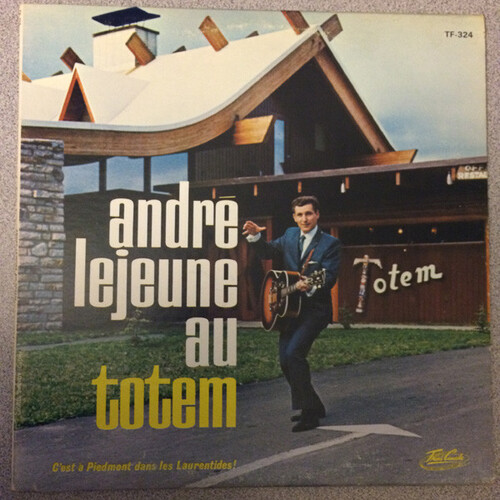 TF-324
andré
lejeune
au
totem
Totem
C'est a Piedmont dans les Laurentides!